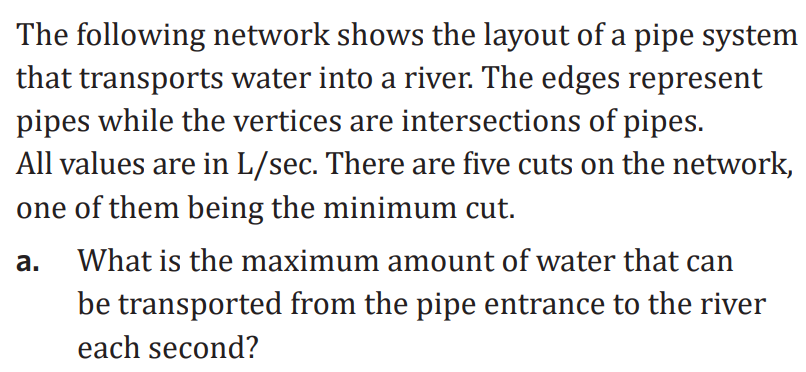 The following network shows the layout of a pipe system
that transports water into a river. The edges represent
pipes while the vertices are intersections of pipes.
All values are in L/sec. There are five cuts on the network,
one of them being the minimum cut.
a. What is the maximum amount of water that can
be transported from the pipe entrance to the river
each second?